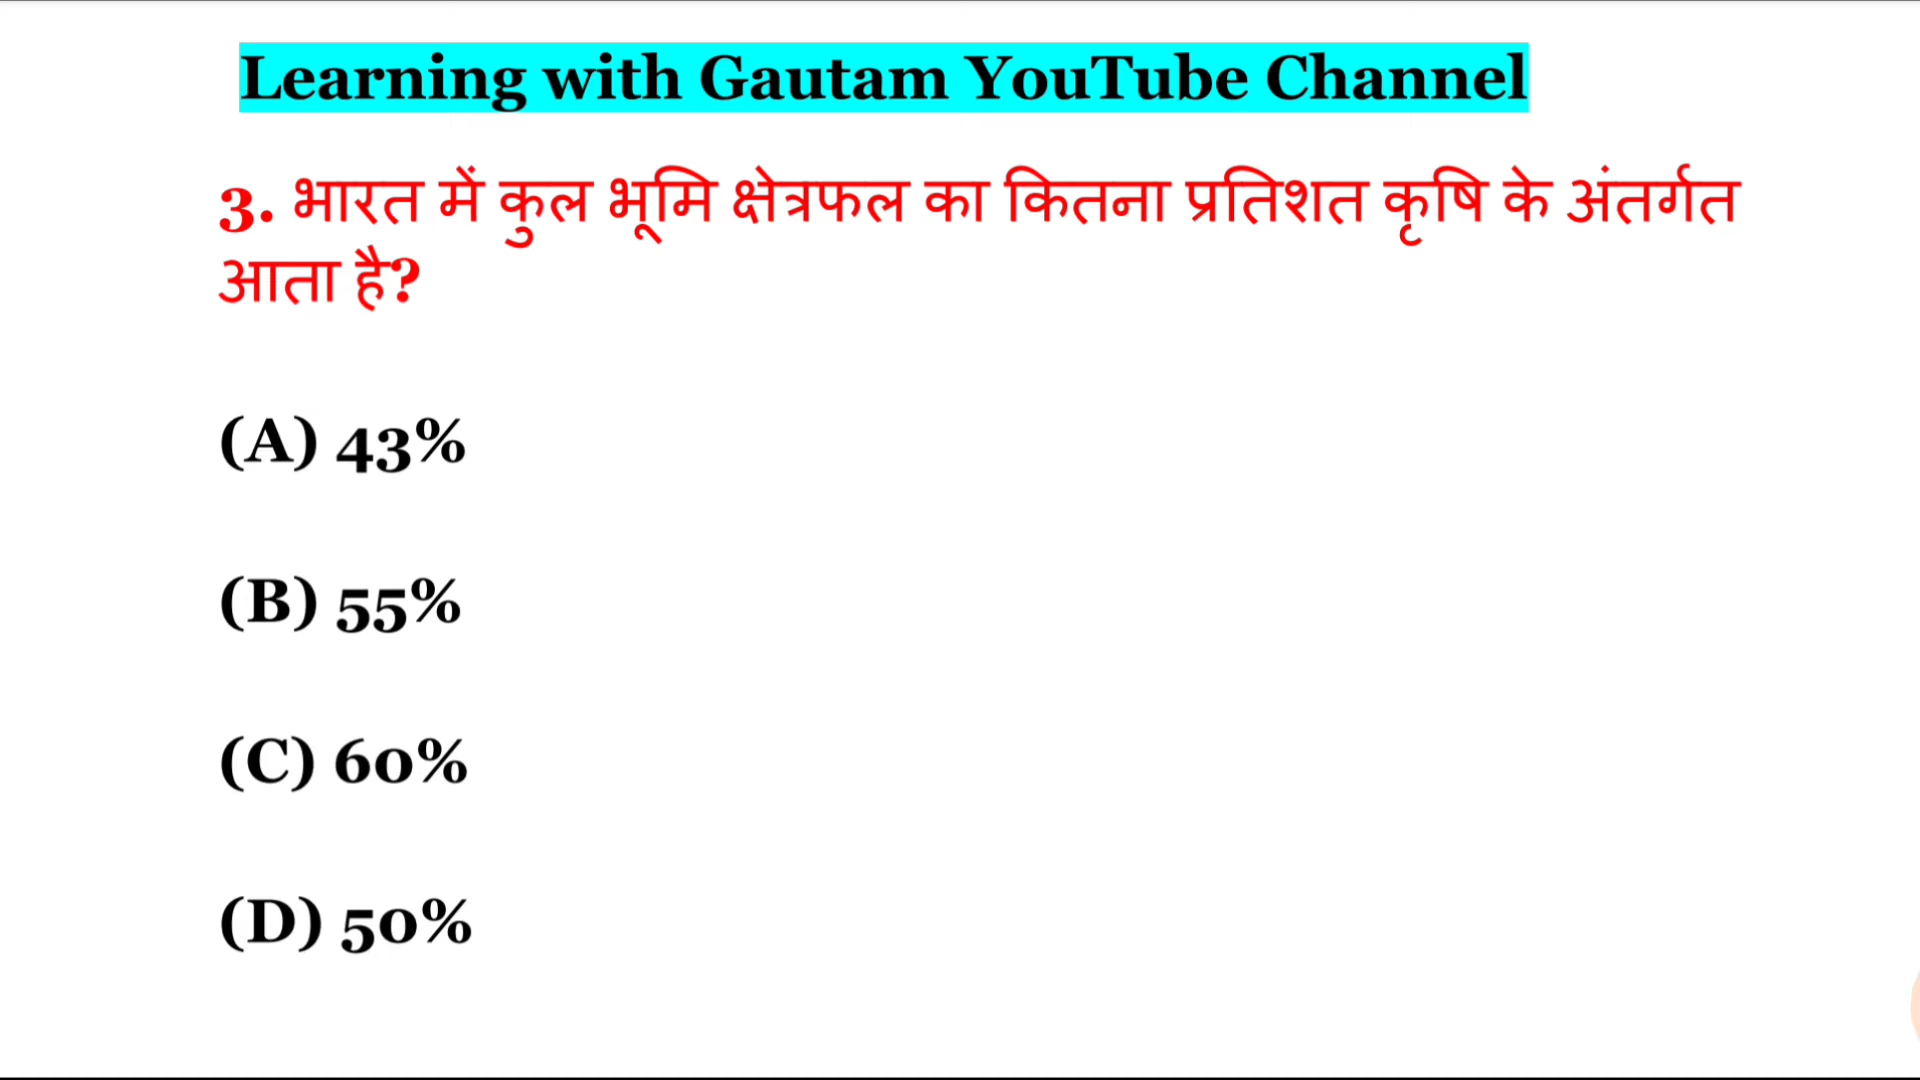 Learning with Gautam YouTube Channel
3. भारत में कुल भूमि क्षेत्रफल का कितना प्रतिशत कृषि के अंतर्गत
आता है?
(A) 43%
(B) 55%
(C) 60%
(D) 50%